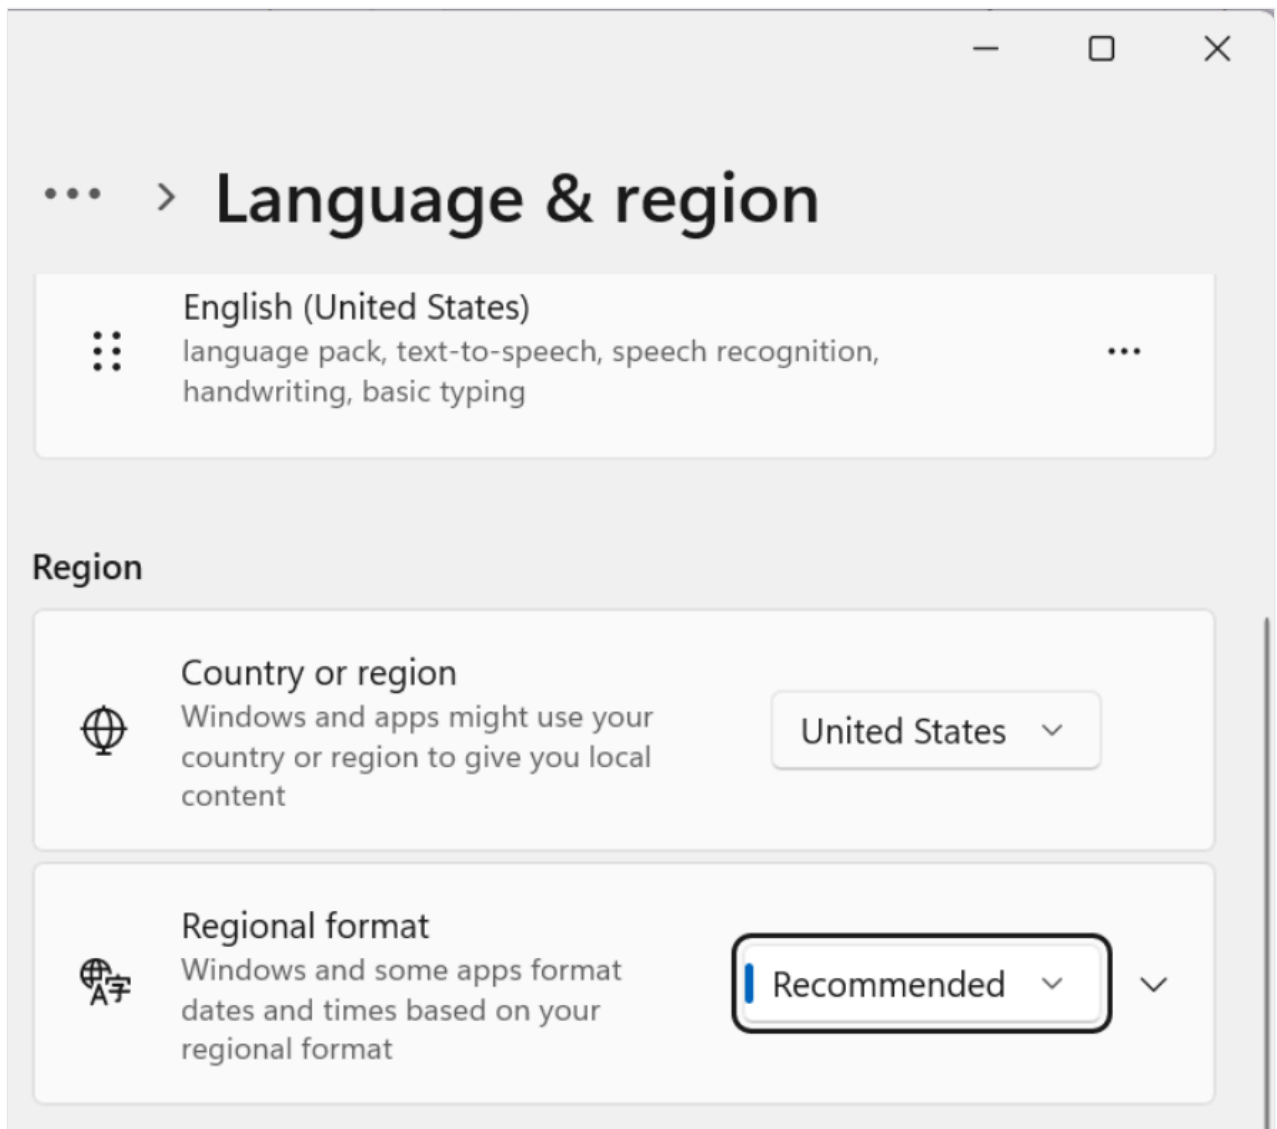 Language & region
English (United States)
language pack, text-to-speech, speech recognition,
handwriting, basic typing
Region
Country or region
Windows and apps might use your
country or region to give you local
content
United States
Regional format
Windows and some apps format
dates and times based on your
regional format
Recommended